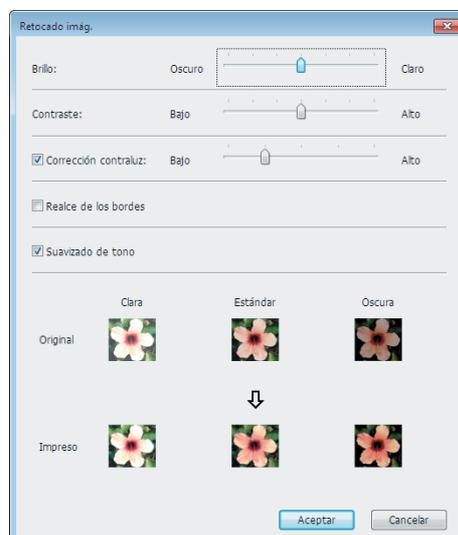 Retocado imág.
Brillo: Oscuro Claro
Contraste: Bajo Alto
Corrección contraluz: Bajo Alto
Realce de los bordes
Suavizado de tono
Clara Estándar Oscura
Original
Impreso
Aceptar Cancelar